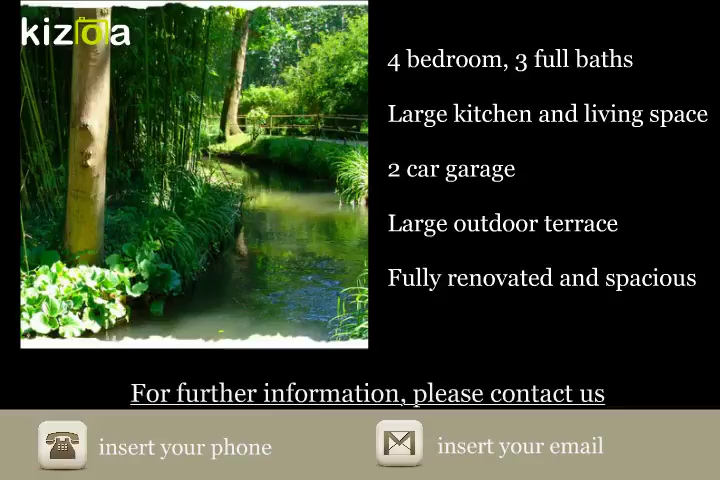 kizoa
4 bedroom, 3 full baths
Large kitchen and living space
2 car garage
Large outdoor terrace
Fully renovated and spacious
For further information, please contact us
insert your phone
insert your email